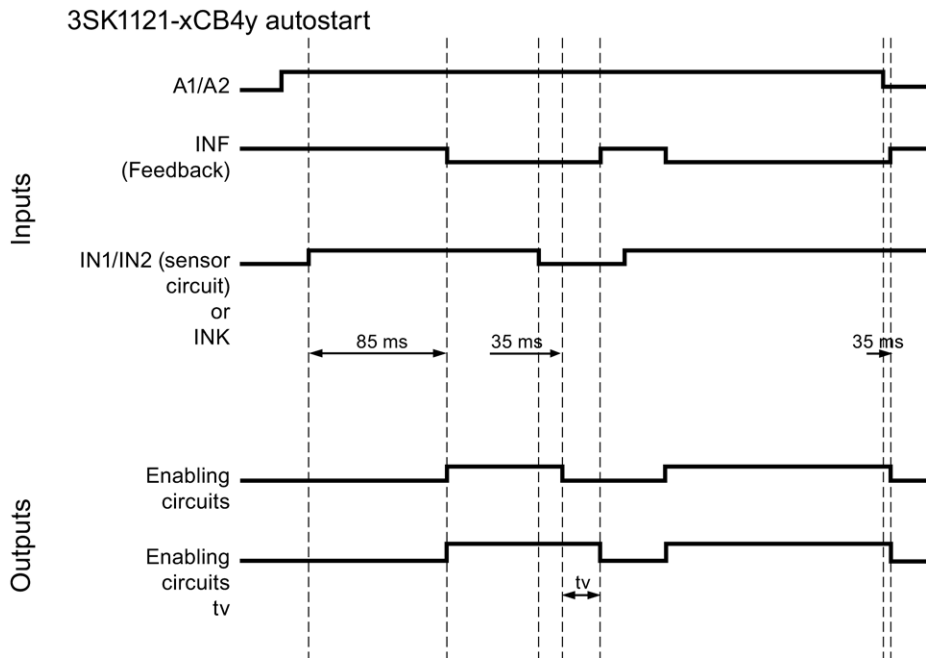 3SK1121-xCB4y autostart
Inputs
A1/A2
INF
(Feedback)
IN1/IN2 (sensor
circuit)
or
INK
85 ms
35 ms
35 ms
Outputs
Enabling
circuits
Enabling
circuits
tv
tv